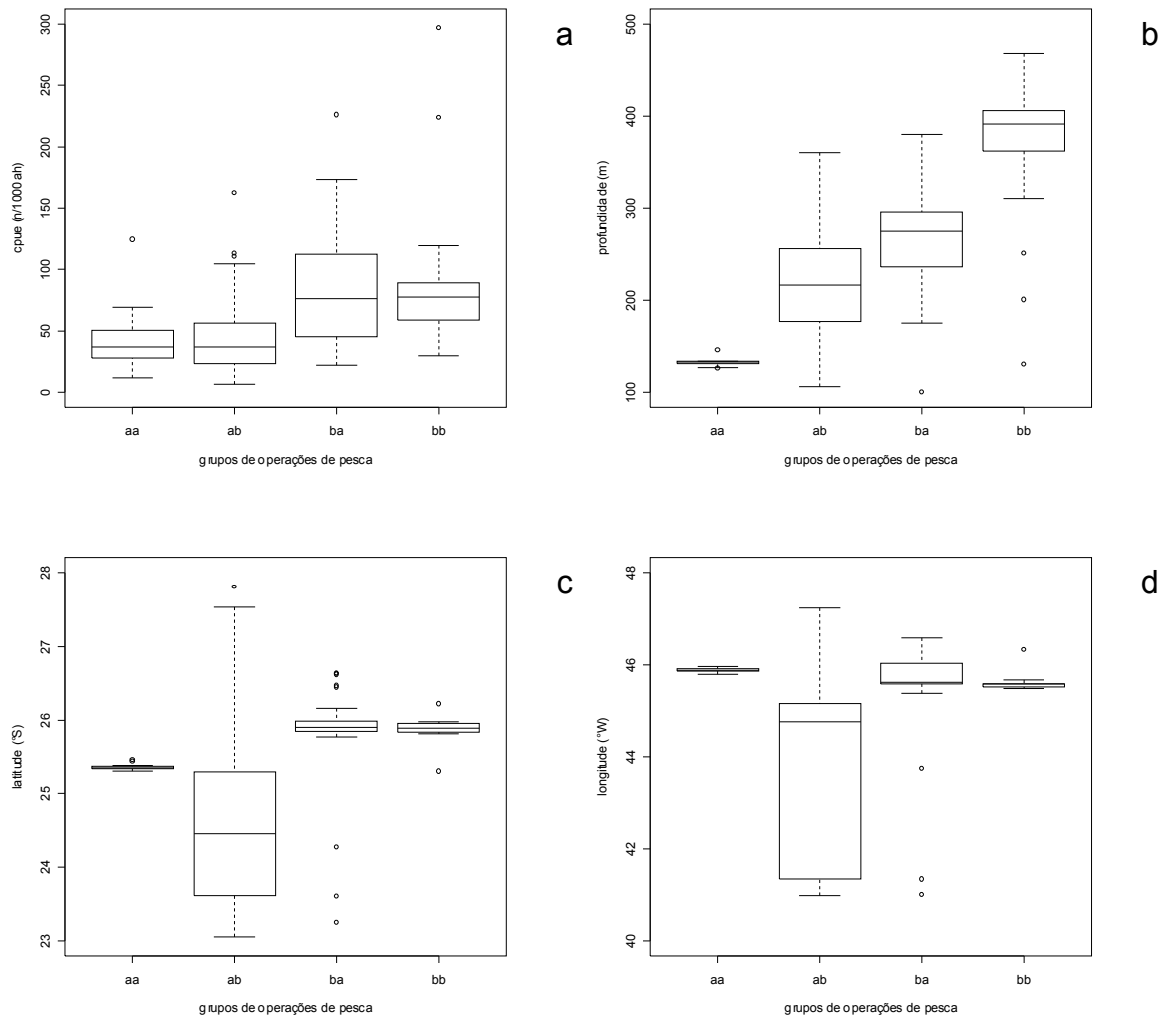 a
cpue (n/1000 ah)
300
250
200
150
100
50
0
aa ab ba bb
grupos de operações de pesca
b
profundidade (m)
500
400
300
200
100
aa ab ba bb
grupos de operações de pesca
c
latitude (°S)
28
27
26
25
24
23
aa ab ba bb
grupos de operações de pesca
d
longitude (°W)
48
46
44
42
40
aa ab ba bb
grupos de operações de pesca